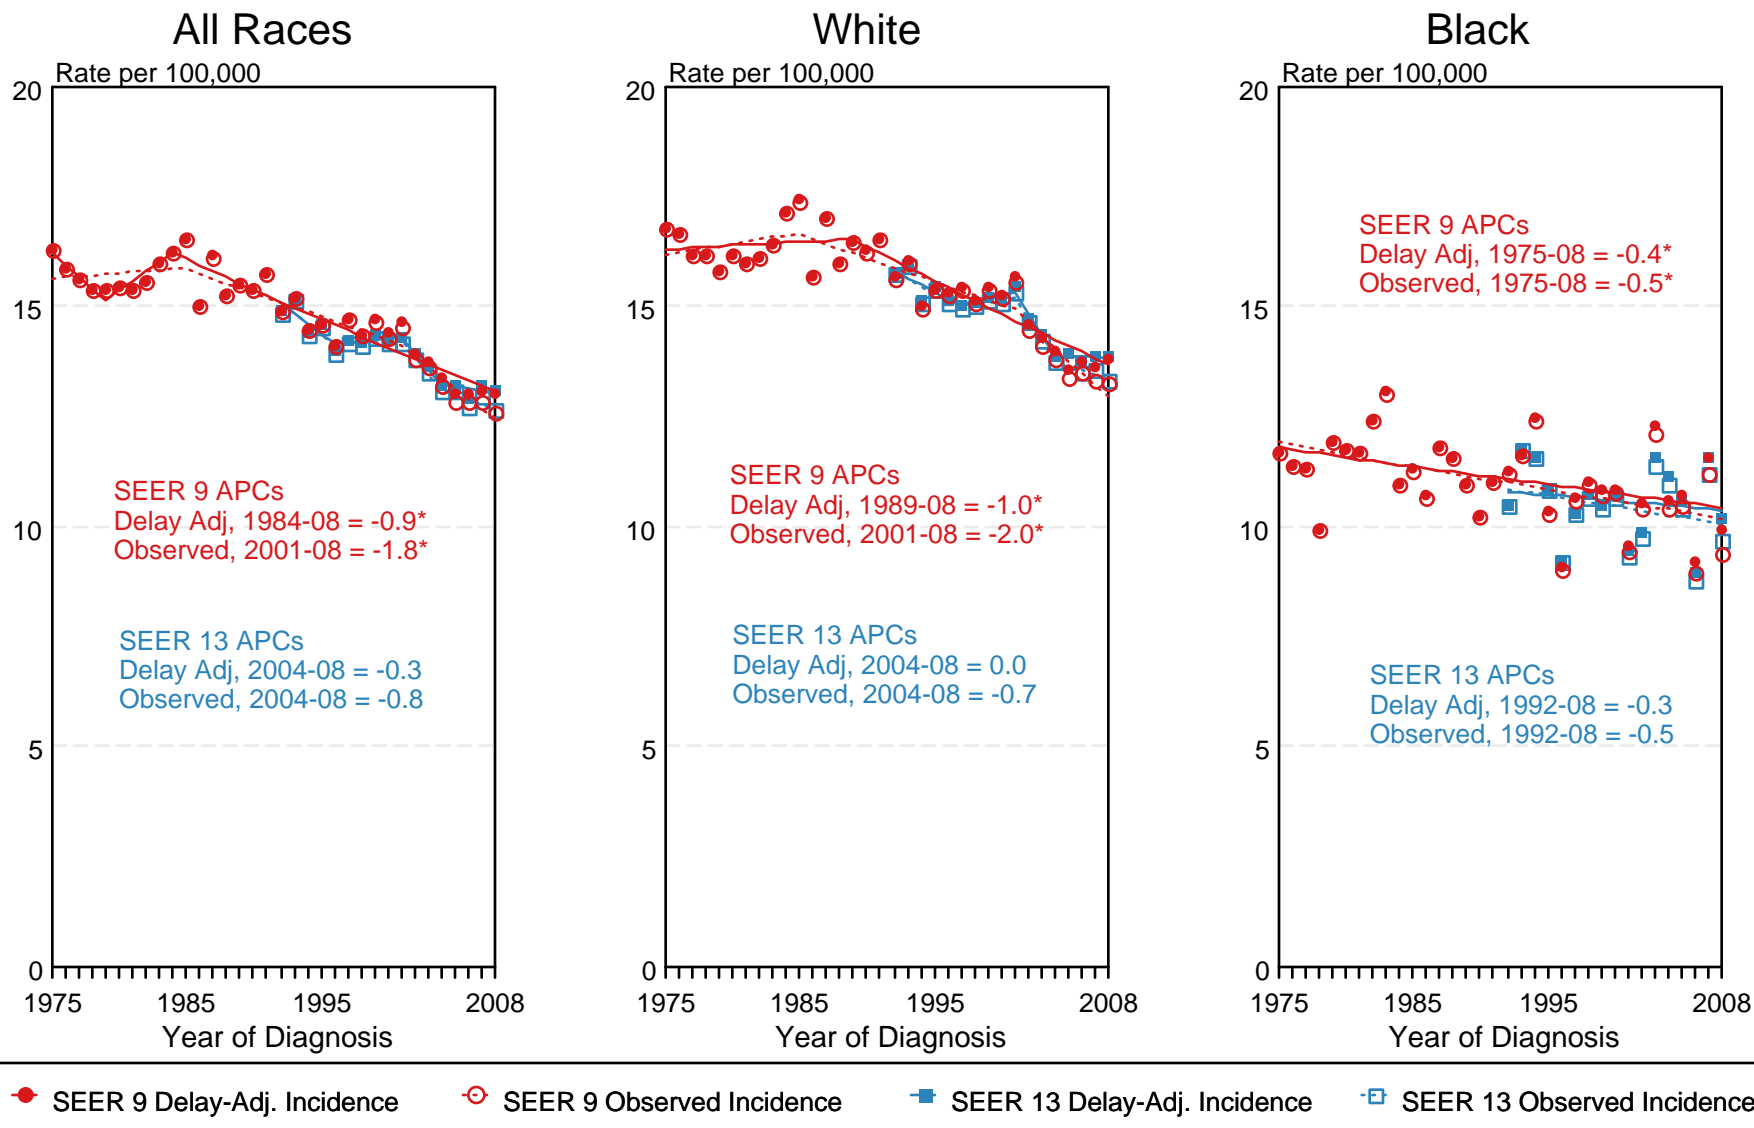 All Races
Rate per 100,000
20
15
10
5
0
SEER 9 APCs
Delay Adj, 1984-08 = -0.9*
Observed, 2001-08 = -1.8*
SEER 13 APCs
Delay Adj, 2004-08 = -0.3
Observed, 2004-08 = -0.8
1975 1985 1995 2008
Year of Diagnosis
White
Rate per 100,000
20
15
10
5
0
SEER 9 APCs
Delay Adj, 1989-08 = -1.0*
Observed, 2001-08 = -2.0*
SEER 13 APCs
Delay Adj, 2004-08 = 0.0
Observed, 2004-08 = -0.7
1975 1985 1995 2008
Year of Diagnosis
Black
Rate per 100,000
20
15
10
5
0
SEER 9 APCs
Delay Adj, 1975-08 = -0.4*
Observed, 1975-08 = -0.5*
SEER 13 APCs
Delay Adj, 1992-08 = -0.3
Observed, 1992-08 = -0.5
1975 1985 1995 2008
Year of Diagnosis
SEER 9 Delay-Adj. Incidence
SEER 9 Observed Incidence
SEER 13 Delay-Adj. Incidence
SEER 13 Observed Incidence